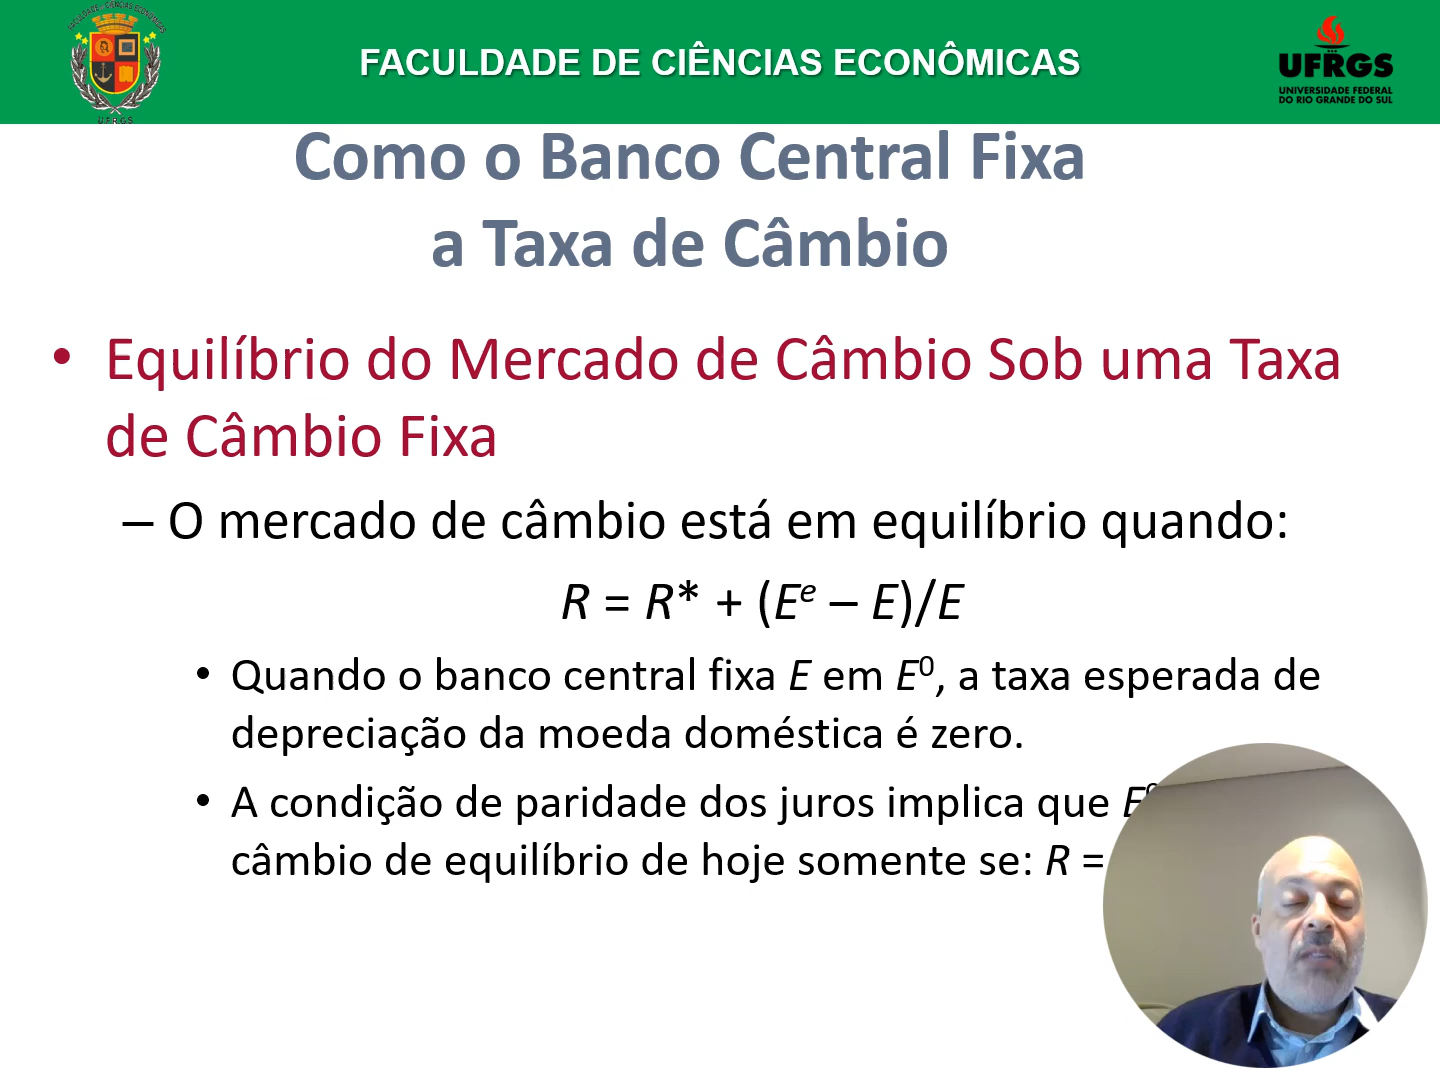 FACULDADE DE CIÊNCIAS ECONÔMICAS
UFRGS
UFRGS
UNIVERSIDADE FEDERAL
DO RIO GRANDE DO SUL
Como o Banco Central Fixa
a Taxa de Câmbio
• Equilíbrio do Mercado de Câmbio Sob uma Taxa
de Câmbio Fixa
– O mercado de câmbio está em equilíbrio quando:
R = R* + (Eᵉ – E)/E
• Quando o banco central fixa E em E⁰, a taxa esperada de
depreciação da moeda doméstica é zero.
• A condição de paridade dos juros implica que E
câmbio de equilíbrio de hoje somente se: R =